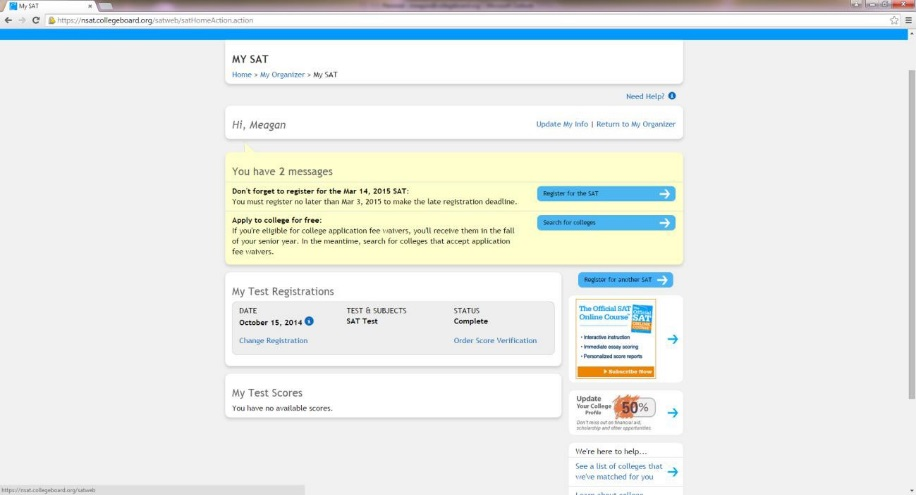 My SAT
https://nsat.collegeboard.org/satweb/satHomeAction.action
MY SAT
Home > My Organizer > My SAT
Need Help?
Hi, Meagan
Update My Info | Return to My Organizer
You have 2 messages
Don't forget to register for the Mar 14, 2015 SAT:
You must register no later than Mar 3, 2015 to make the late registration deadline.
Register for the SAT
Apply to college for free:
If you're eligible for college application fee waivers, you'll receive them in the fall
of your senior year. In the meantime, search for colleges that accept application
fee waivers.
Search for colleges
My Test Registrations
DATE TEST & SUBJECTS STATUS
October 15, 2014 SAT Test Complete
Change Registration Order Score Verification
My Test Scores
You have no available scores.
Register for another SAT
The Official SAT
Online Course
SAT
• Interactive instruction
• Immediate essay scoring
• Personalized score reports
Subscribe Now
Update
Your College
Profile
50%
Don't miss out on financial aid,
scholarship and other opportunities.
We're here to help...
See a list of colleges that
we've matched for you
Learn about college
https://nsat.collegeboard.org/satweb